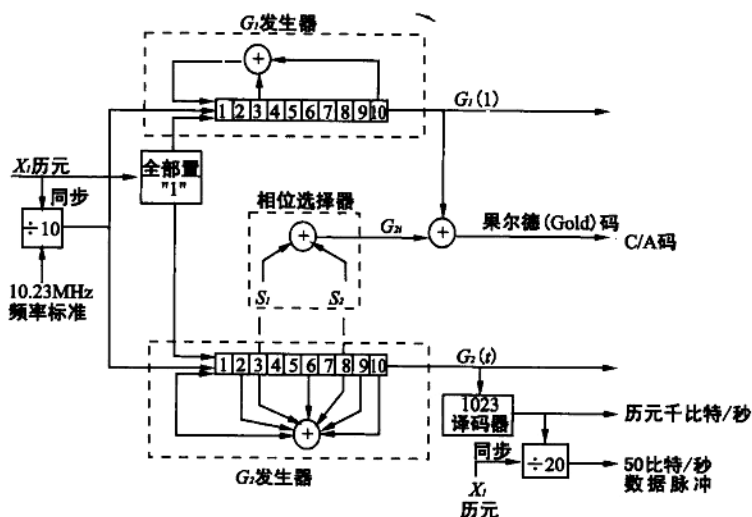 G₁发生器
1 2 3 4 5 6 7 8 9 10
G₁(1)
X₁历元
全部置
"1"
同步
÷10
10.23MHz
频率标准
相位选择器
G₂ᵢ
果尔德(Gold)码
C/A码
S₁
S₂
1 2 3 4 5 6 7 8 9 10
G₂(t)
1023
译码器
历元千比特/秒
G₂发生器
同步
÷20
50比特/秒
数据脉冲
X₁
历元